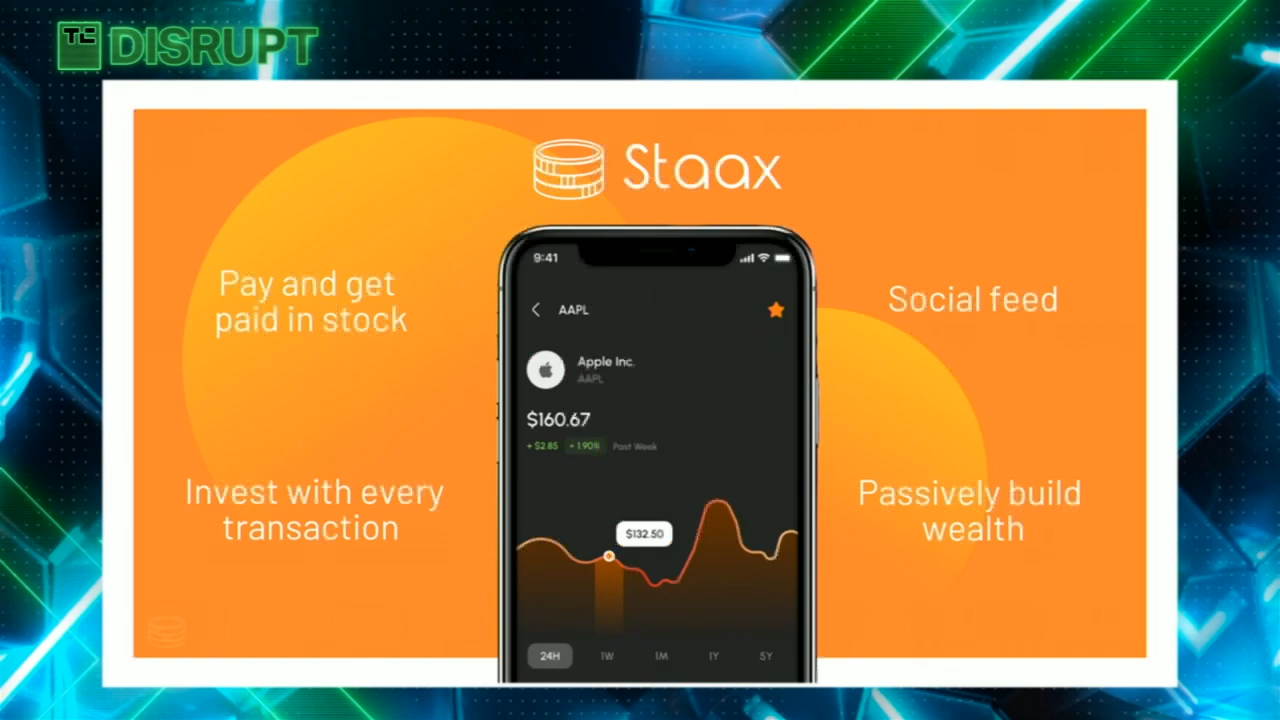 TC DISRUPT
Staax
Pay and get
paid in stock
Invest with every
transaction
9:41
AAPL
Apple Inc.
AAPL
$160.67
+ $2.85 + 1.90% Past Week
$132.50
24H 1W 1M 1Y 5Y
Social feed
Passively build
wealth